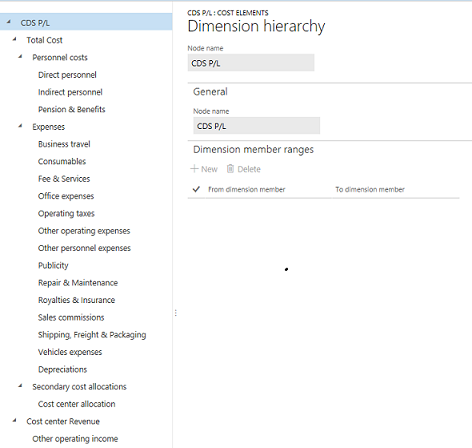 CDS P/L
Total Cost
Personnel costs
Direct personnel
Indirect personnel
Pension & Benefits
Expenses
Business travel
Consumables
Fee & Services
Office expenses
Operating taxes
Other operating expenses
Other personnel expenses
Publicity
Repair & Maintenance
Royalties & Insurance
Sales commissions
Shipping, Freight & Packaging
Vehicles expenses
Depreciations
Secondary cost allocations
Cost center allocation
Cost center Revenue
Other operating income
CDS P/L : COST ELEMENTS
Dimension hierarchy
Node name
CDS P/L
General
Node name
CDS P/L
Dimension member ranges
New Delete
From dimension member To dimension member